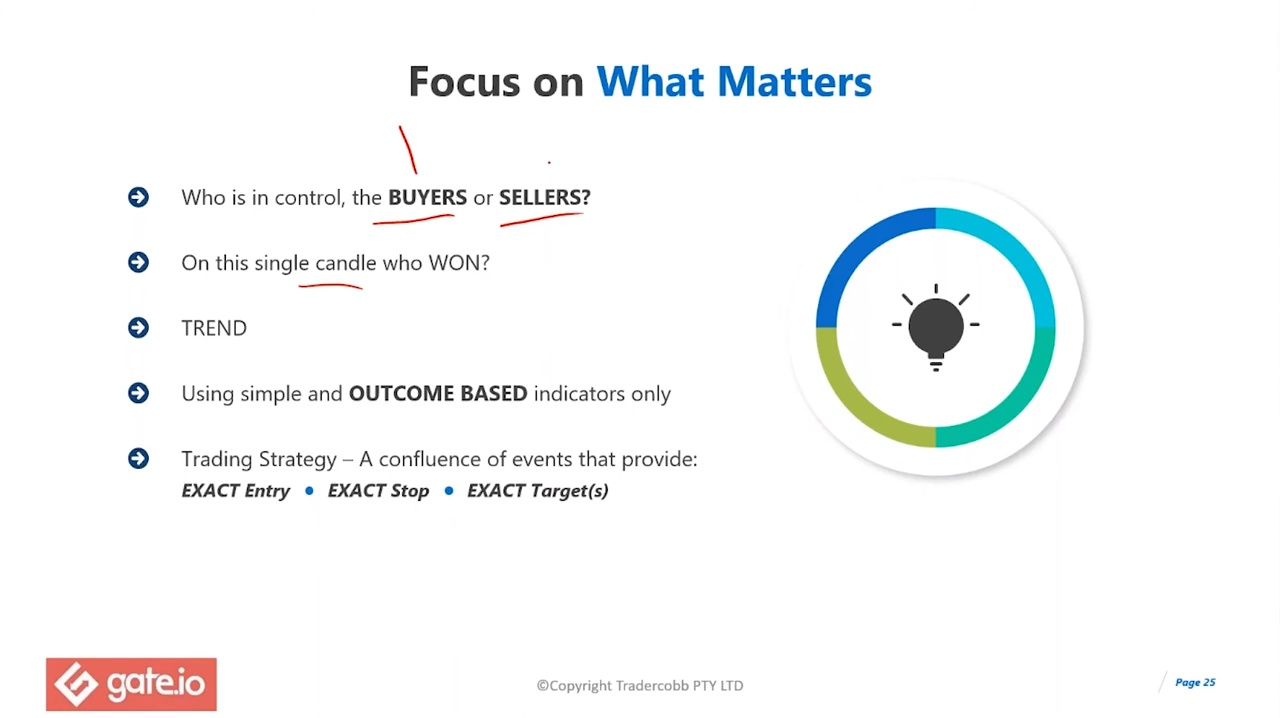 Focus on What Matters
Who is in control, the BUYERS or SELLERS?
On this single candle who WON?
TREND
Using simple and OUTCOME BASED indicators only
Trading Strategy – A confluence of events that provide:
EXACT Entry • EXACT Stop • EXACT Target(s)
gate.io
©Copyright Tradercobb PTY LTD
Page 25